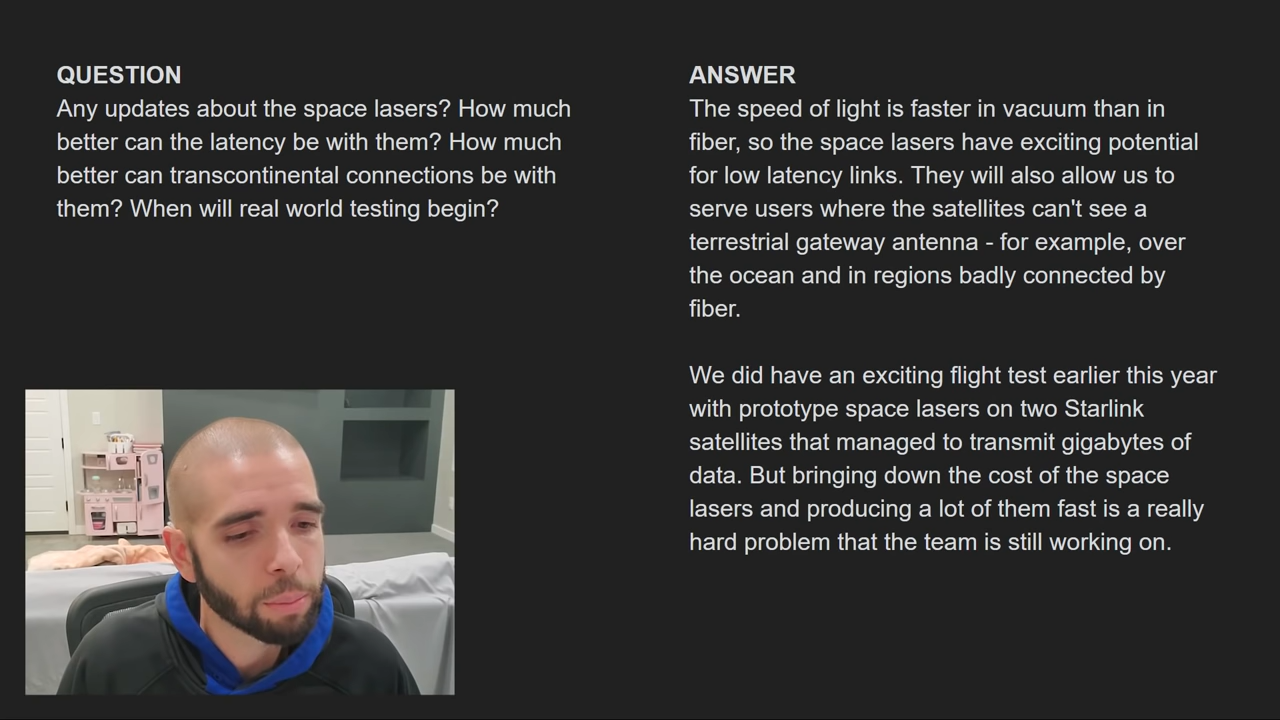 QUESTION
Any updates about the space lasers? How much
better can the latency be with them? How much
better can transcontinental connections be with
them? When will real world testing begin?
ANSWER
The speed of light is faster in vacuum than in
fiber, so the space lasers have exciting potential
for low latency links. They will also allow us to
serve users where the satellites can't see a
terrestrial gateway antenna - for example, over
the ocean and in regions badly connected by
fiber.
We did have an exciting flight test earlier this year
with prototype space lasers on two Starlink
satellites that managed to transmit gigabytes of
data. But bringing down the cost of the space
lasers and producing a lot of them fast is a really
hard problem that the team is still working on.